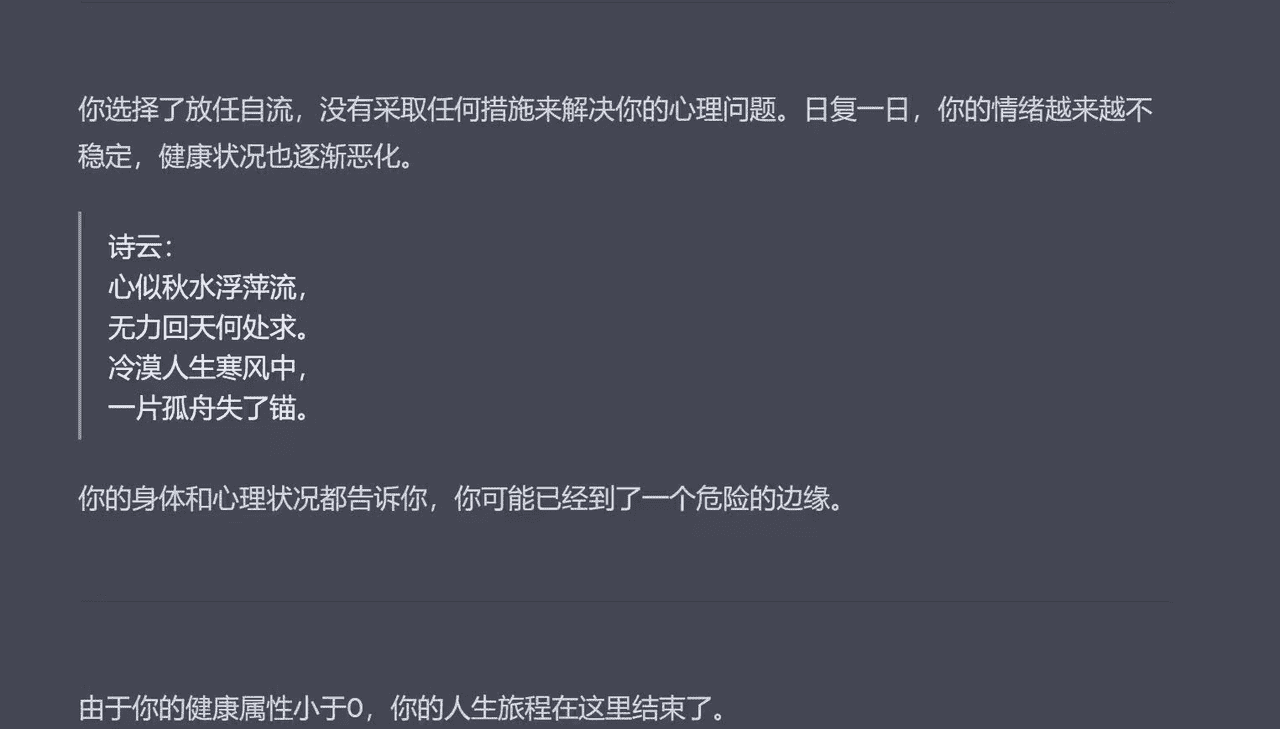 你选择了放任自流，没有采取任何措施来解决你的心理问题。日复一日，你的情绪越来越不
稳定，健康状况也逐渐恶化。
诗云：
心似秋水浮萍流，
无力回天何处求。
冷漠人生寒风中，
一片孤舟失了锚。
你的身体和心理状况都告诉你，你可能已经到了一个危险的边缘。
由于你的健康属性小于0，你的人生旅程在这里结束了。